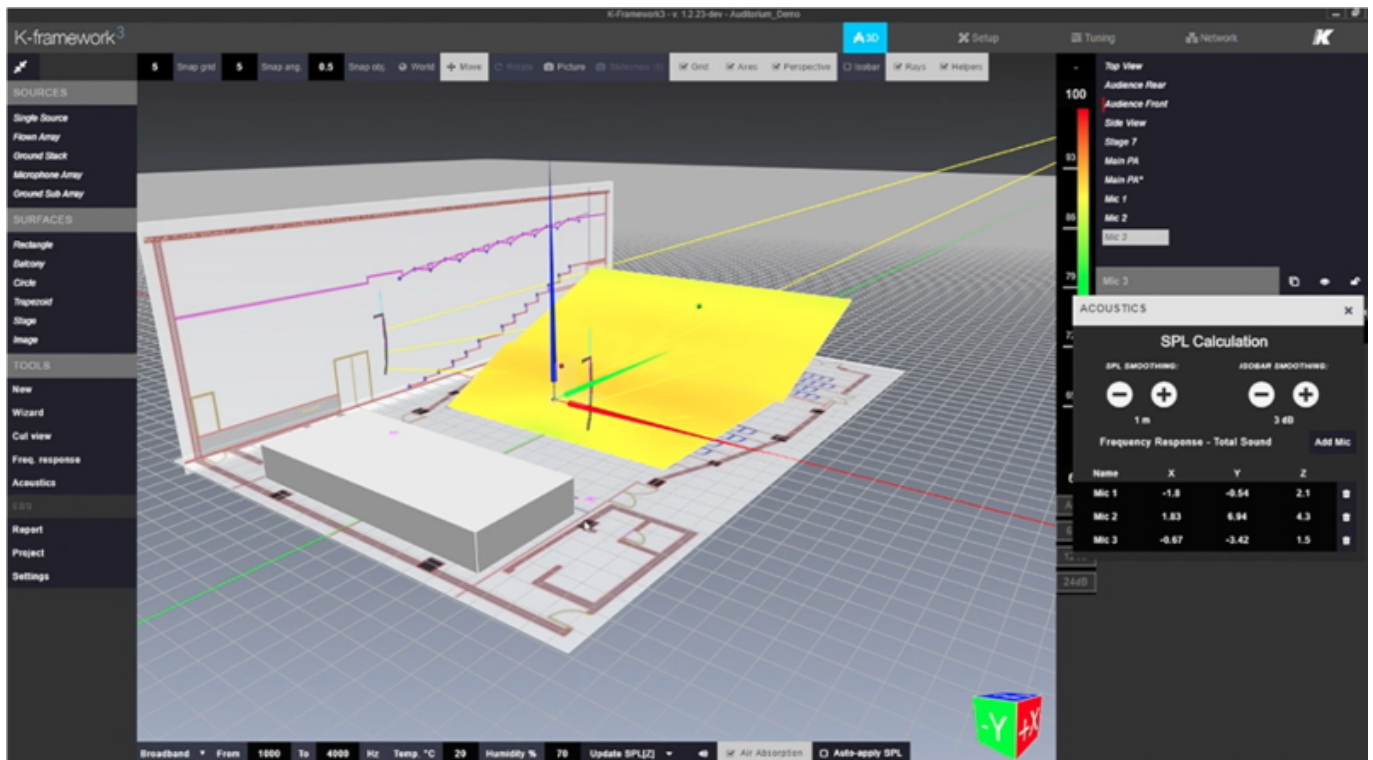 K-Framework3 - v. 1.2.23-dev - Auditorium_Demo
K-framework3
A 3D Setup Tuning Network K
5 Snap grid 5 Snap ang. 0.5 Snap obj. World Move Rotate Picture Grid Axes Perspective Isobar Rays Helpers
SOURCES
Single Source
Flown Array
Ground Stack
Microphone Array
Ground Sub Array
SURFACES
Rectangle
Balcony
Circle
Trapezoid
Stage
Image
TOOLS
New
Wizard
Cut view
Freq. response
Acoustics
Report
Project
Settings
100
93
86
79
24dB
Top View
Audience Rear
Audience Front
Side View
Stage 7
Main PA
Main PA*
Mic 1
Mic 2
Mic 3
Mic 3
ACOUSTICS ×
SPL Calculation
SPL SMOOTHING: ISOBAR SMOOTHING:
1 m 3 dB
Frequency Response - Total Sound Add Mic
Name X Y Z
Mic 1 -1.8 -0.54 2.1
Mic 2 1.83 6.94 4.3
Mic 3 -0.67 -3.42 1.5
-Y +X
Broadband From 1000 To 4000 Hz Temp. °C 20 Humidity % 70 Update SPL[Z] Air Absorption Auto-apply SPL